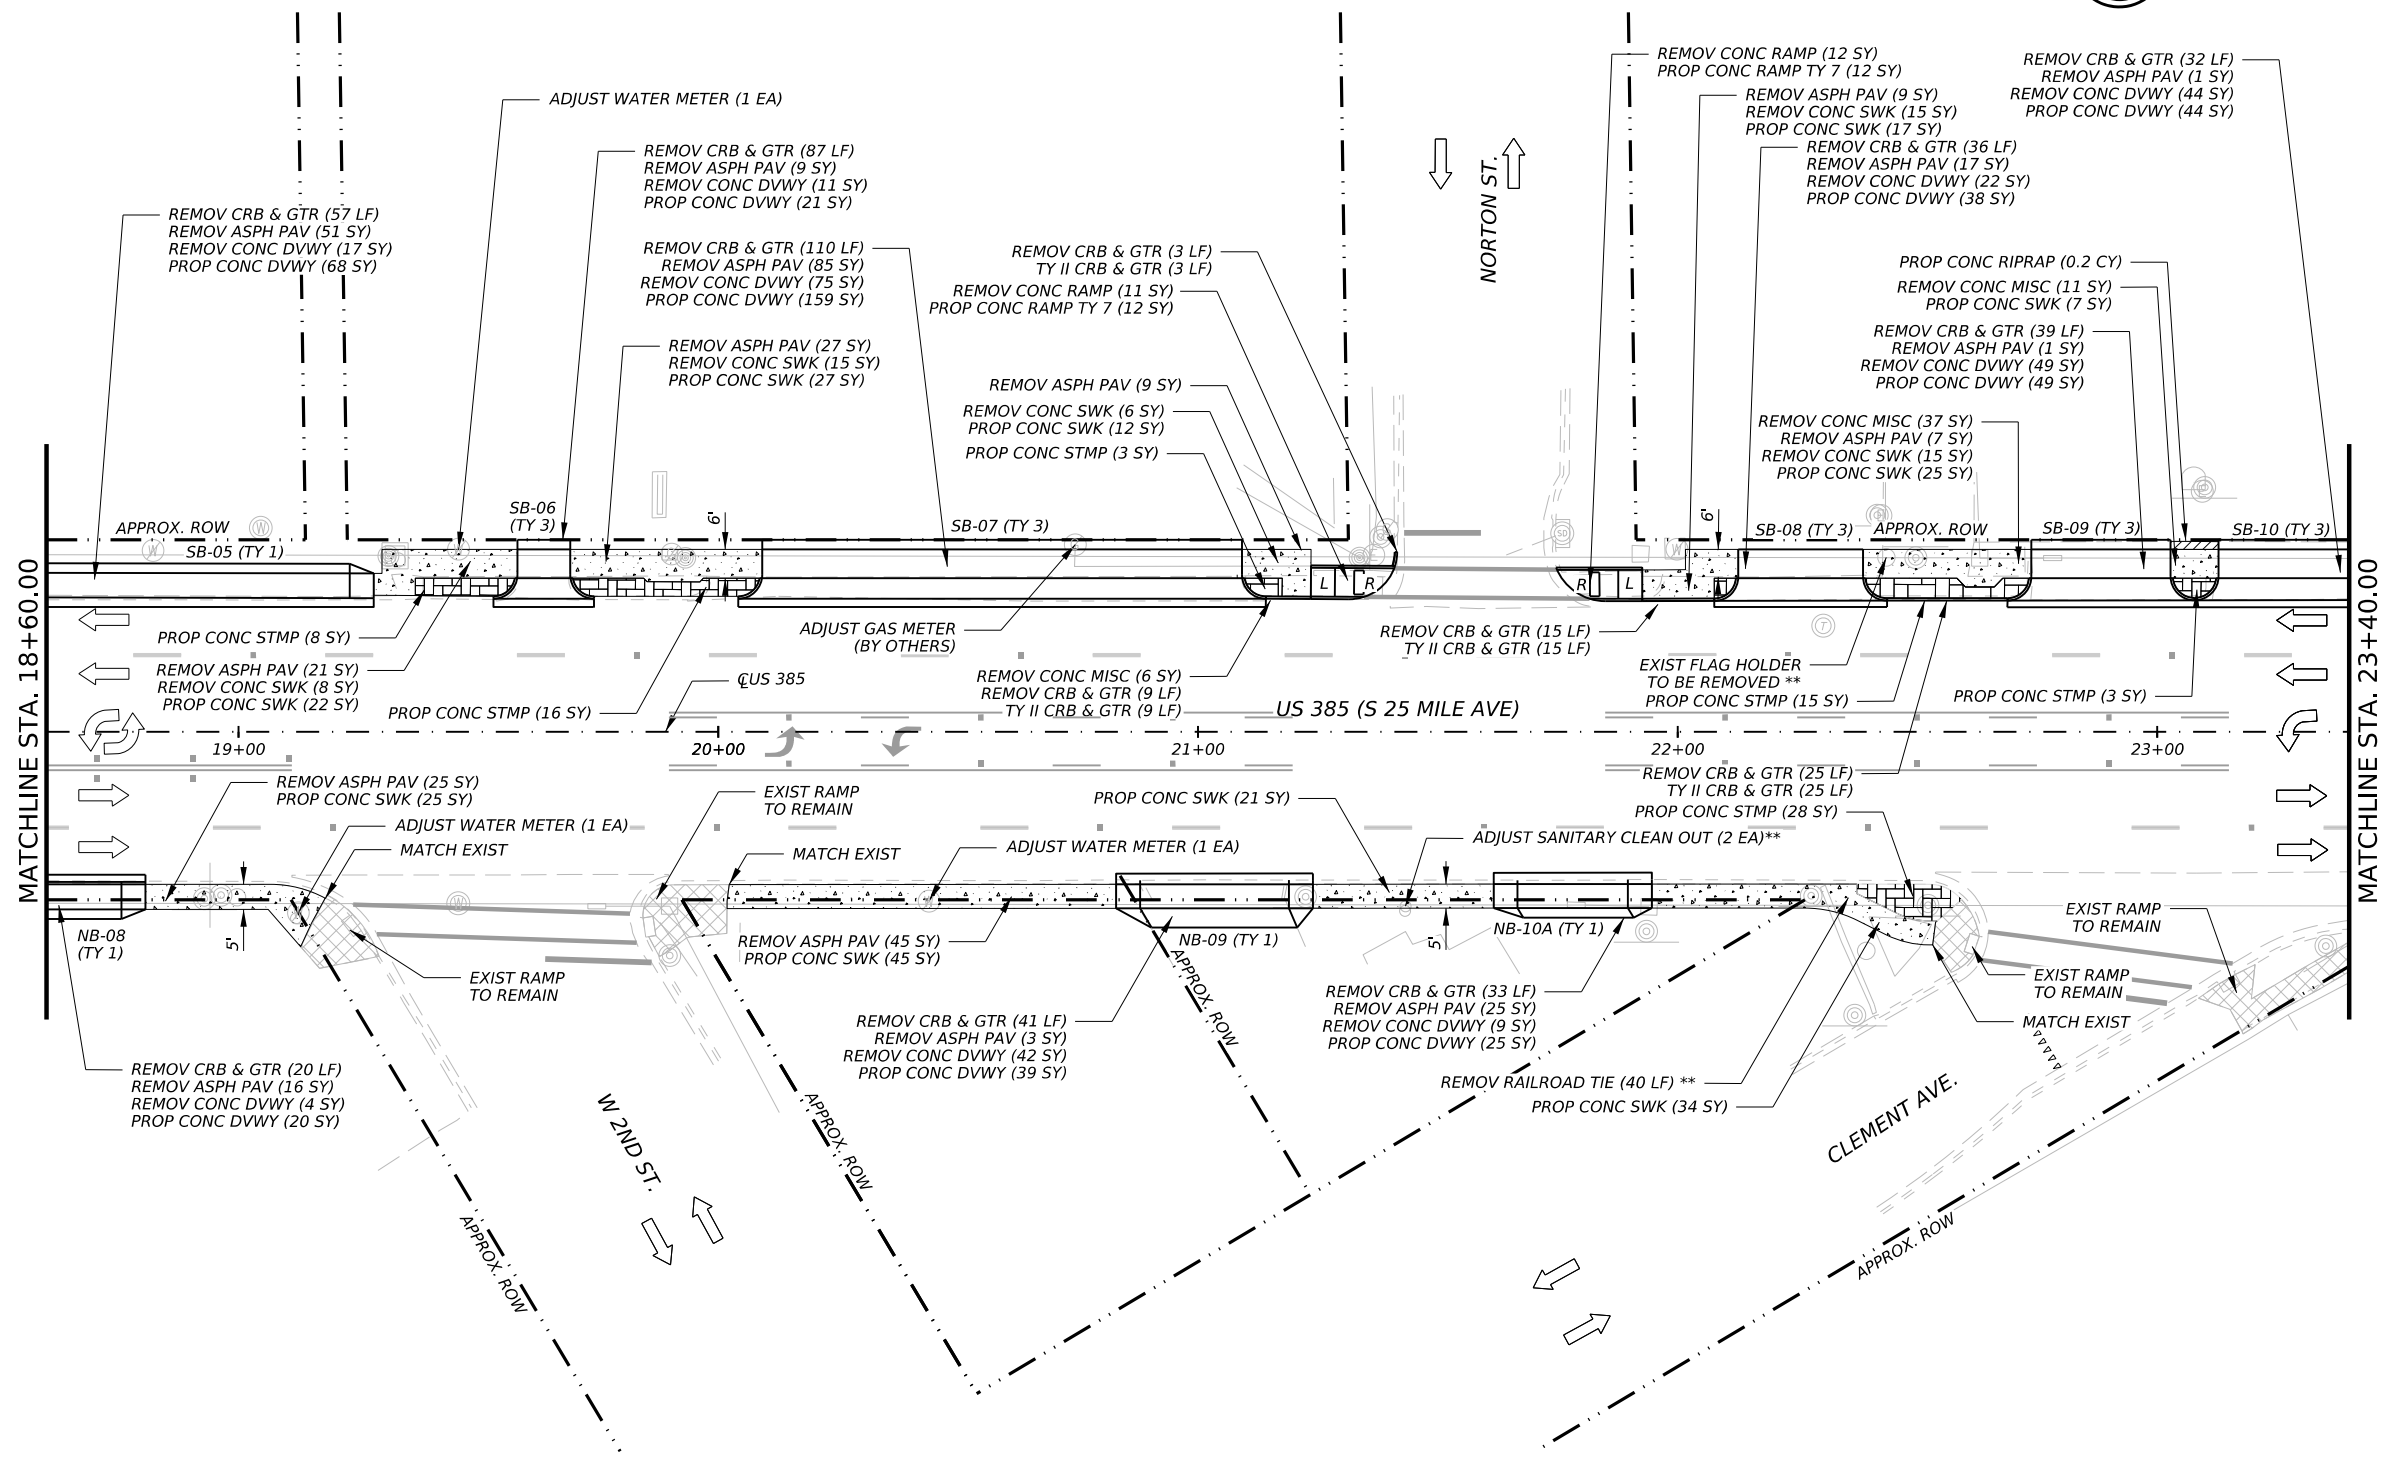 REMOV CONC RAMP (12 SY)
PROP CONC RAMP TY 7 (12 SY)
REMOV CRB & GTR (32 LF)
REMOV ASPH PAV (1 SY)
REMOV CONC DVWY (44 SY)
PROP CONC DVWY (44 SY)
ADJUST WATER METER (1 EA)
REMOV ASPH PAV (9 SY)
REMOV CONC SWK (15 SY)
PROP CONC SWK (17 SY)
REMOV CRB & GTR (87 LF)
REMOV ASPH PAV (9 SY)
REMOV CONC DVWY (11 SY)
PROP CONC DVWY (21 SY)
REMOV CRB & GTR (36 LF)
REMOV ASPH PAV (17 SY)
REMOV CONC DVWY (22 SY)
PROP CONC DVWY (38 SY)
NORTON ST.
REMOV CRB & GTR (57 LF)
REMOV ASPH PAV (51 SY)
REMOV CONC DVWY (17 SY)
PROP CONC DVWY (68 SY)
REMOV CRB & GTR (110 LF)
REMOV ASPH PAV (85 SY)
REMOV CONC DVWY (75 SY)
PROP CONC DVWY (159 SY)
REMOV CRB & GTR (3 LF)
TY II CRB & GTR (3 LF)
REMOV CONC RAMP (11 SY)
PROP CONC RAMP TY 7 (12 SY)
PROP CONC RIPRAP (0.2 CY)
REMOV CONC MISC (11 SY)
PROP CONC SWK (7 SY)
REMOV CRB & GTR (39 LF)
REMOV ASPH PAV (1 SY)
REMOV CONC DVWY (49 SY)
PROP CONC DVWY (49 SY)
REMOV ASPH PAV (27 SY)
REMOV CONC SWK (15 SY)
PROP CONC SWK (27 SY)
REMOV ASPH PAV (9 SY)
REMOV CONC SWK (6 SY)
PROP CONC SWK (12 SY)
PROP CONC STMP (3 SY)
REMOV CONC MISC (37 SY)
REMOV ASPH PAV (7 SY)
REMOV CONC SWK (15 SY)
PROP CONC SWK (25 SY)
APPROX. ROW
SB-05 (TY 1)
SB-06
(TY 3)
6'
SB-07 (TY 3)
6'
SB-08 (TY 3)
APPROX. ROW
SB-09 (TY 3)
SB-10 (TY 3)
W
W
W
W
SD
T
L
R
R
L
MATCHLINE STA. 18+60.00
MATCHLINE STA. 23+40.00
PROP CONC STMP (8 SY)
REMOV ASPH PAV (21 SY)
REMOV CONC SWK (8 SY)
PROP CONC SWK (22 SY)
PROP CONC STMP (16 SY)
ADJUST GAS METER
(BY OTHERS)
REMOV CONC MISC (6 SY)
REMOV CRB & GTR (9 LF)
TY II CRB & GTR (9 LF)
REMOV CRB & GTR (15 LF)
TY II CRB & GTR (15 LF)
EXIST FLAG HOLDER
TO BE REMOVED **
PROP CONC STMP (15 SY)
PROP CONC STMP (3 SY)
℄US 385
US 385 (S 25 MILE AVE)
19+00
20+00
21+00
22+00
23+00
REMOV ASPH PAV (25 SY)
PROP CONC SWK (25 SY)
ADJUST WATER METER (1 EA)
MATCH EXIST
EXIST RAMP
TO REMAIN
MATCH EXIST
ADJUST WATER METER (1 EA)
PROP CONC SWK (21 SY)
ADJUST SANITARY CLEAN OUT (2 EA)**
REMOV CRB & GTR (25 LF)
TY II CRB & GTR (25 LF)
PROP CONC STMP (28 SY)
NB-08
(TY 1)
5'
W
EXIST RAMP
TO REMAIN
REMOV ASPH PAV (45 SY)
PROP CONC SWK (45 SY)
NB-09 (TY 1)
5'
NB-10A (TY 1)
EXIST RAMP
TO REMAIN
EXIST RAMP
TO REMAIN
MATCH EXIST
APPROX. ROW
REMOV CRB & GTR (33 LF)
REMOV ASPH PAV (25 SY)
REMOV CONC DVWY (9 SY)
PROP CONC DVWY (25 SY)
REMOV CRB & GTR (41 LF)
REMOV ASPH PAV (3 SY)
REMOV CONC DVWY (42 SY)
PROP CONC DVWY (39 SY)
REMOV CRB & GTR (20 LF)
REMOV ASPH PAV (16 SY)
REMOV CONC DVWY (4 SY)
PROP CONC DVWY (20 SY)
REMOV RAILROAD TIE (40 LF) **
PROP CONC SWK (34 SY)
W 2ND ST.
APPROX. ROW
CLEMENT AVE.
APPROX. ROW
APPROX. ROW